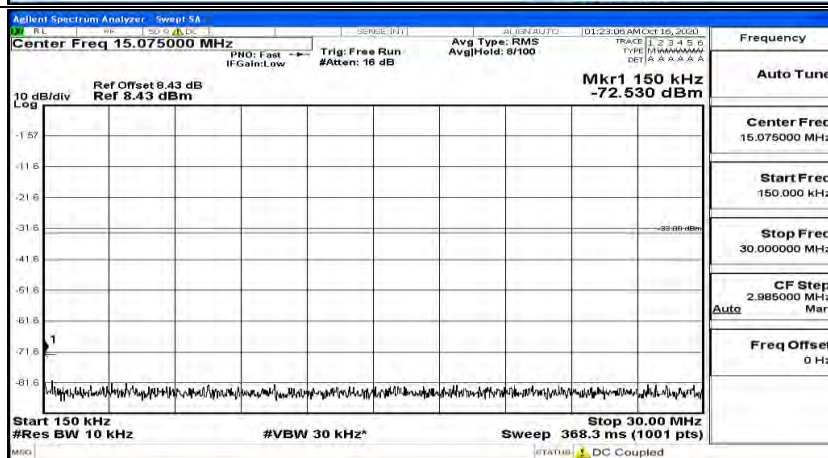 Agilent Spectrum Analyzer - Swept SA
RL RF 50 Ω DC SENSE:INT ALIGN AUTO 01:23:06 AM Oct 16, 2020
Center Freq 15.075000 MHz
PNO: Fast Trig: Free Run
IFGain:Low #Atten: 16 dB
Avg Type: RMS
Avg|Hold: 8/100
TRACE 1 2 3 4 5 6
TYPE MWWWWW
DET A A A A A A
Mkr1 150 kHz
-72.530 dBm
Ref Offset 8.43 dB
10 dB/div Ref 8.43 dBm
Log
-1.57
-11.6
-21.6
-31.6
-33.00 dBm
-41.6
-51.6
-61.6
-71.6
1
-81.6
Start 150 kHz Stop 30.00 MHz
#Res BW 10 kHz #VBW 30 kHz* Sweep 368.3 ms (1001 pts)
MSG STATUS DC Coupled
Frequency
Auto Tune
Center Freq
15.075000 MHz
Start Freq
150.000 kHz
Stop Freq
30.000000 MHz
CF Step
2.985000 MHz
Auto Man
Freq Offset
0 Hz